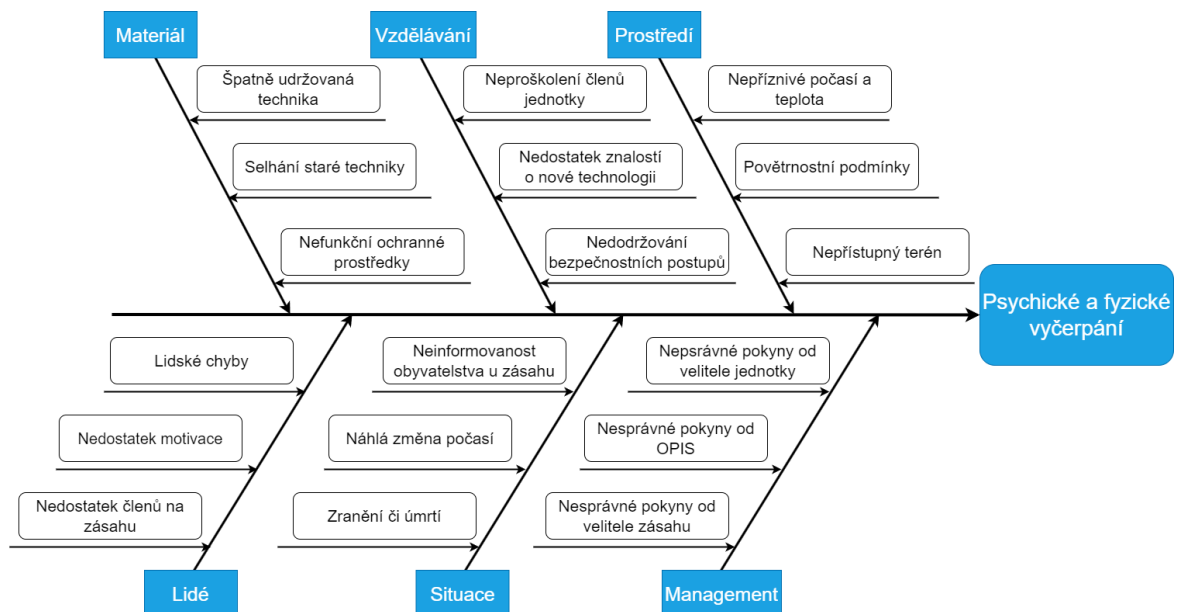 Materiál
Vzdělávání
Prostředí
Špatně udržovaná
technika
Neproškolení členů
jednotky
Nepříznivé počasí a
teplota
Selhání staré techniky
Nedostatek znalostí
o nové technologii
Povětrnostní podmínky
Nefunkční ochranné
prostředky
Nedodržování
bezpečnostních postupů
Nepřístupný terén
Psychické a fyzické
vyčerpání
Lidské chyby
Neinformovanost
obyvatelstva u zásahu
Nepsrávné pokyny od
velitele jednotky
Nedostatek motivace
Náhlá změna počasí
Nesprávné pokyny od
OPIS
Nedostatek členů na
zásahu
Zranění či úmrtí
Nesprávné pokyny od
velitele zásahu
Lidé
Situace
Management